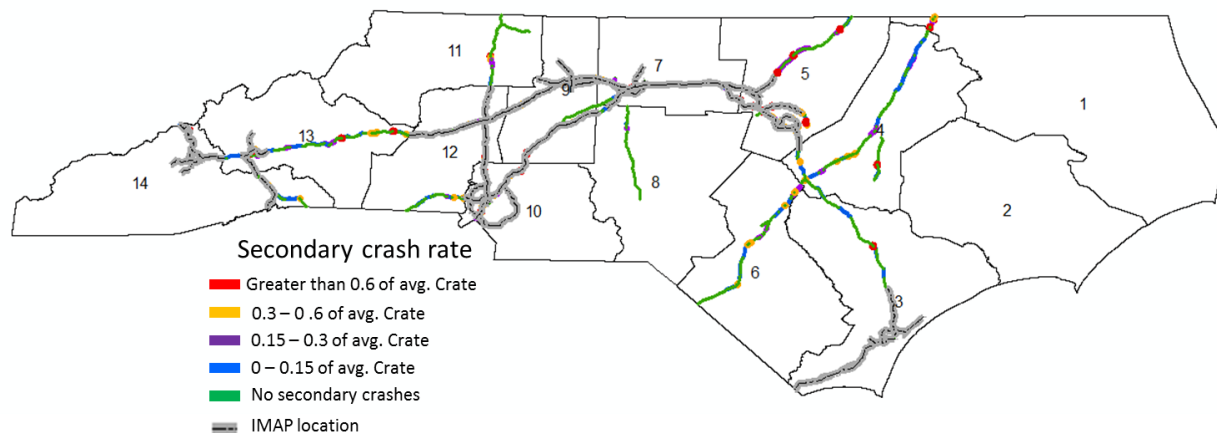 11
7
9
5
1
13
4
12
14
8
10
2
6
3
Secondary crash rate
Greater than 0.6 of avg. Crate
0.3 – 0 .6 of avg. Crate
0.15 – 0.3 of avg. Crate
0 – 0.15 of avg. Crate
No secondary crashes
IMAP location